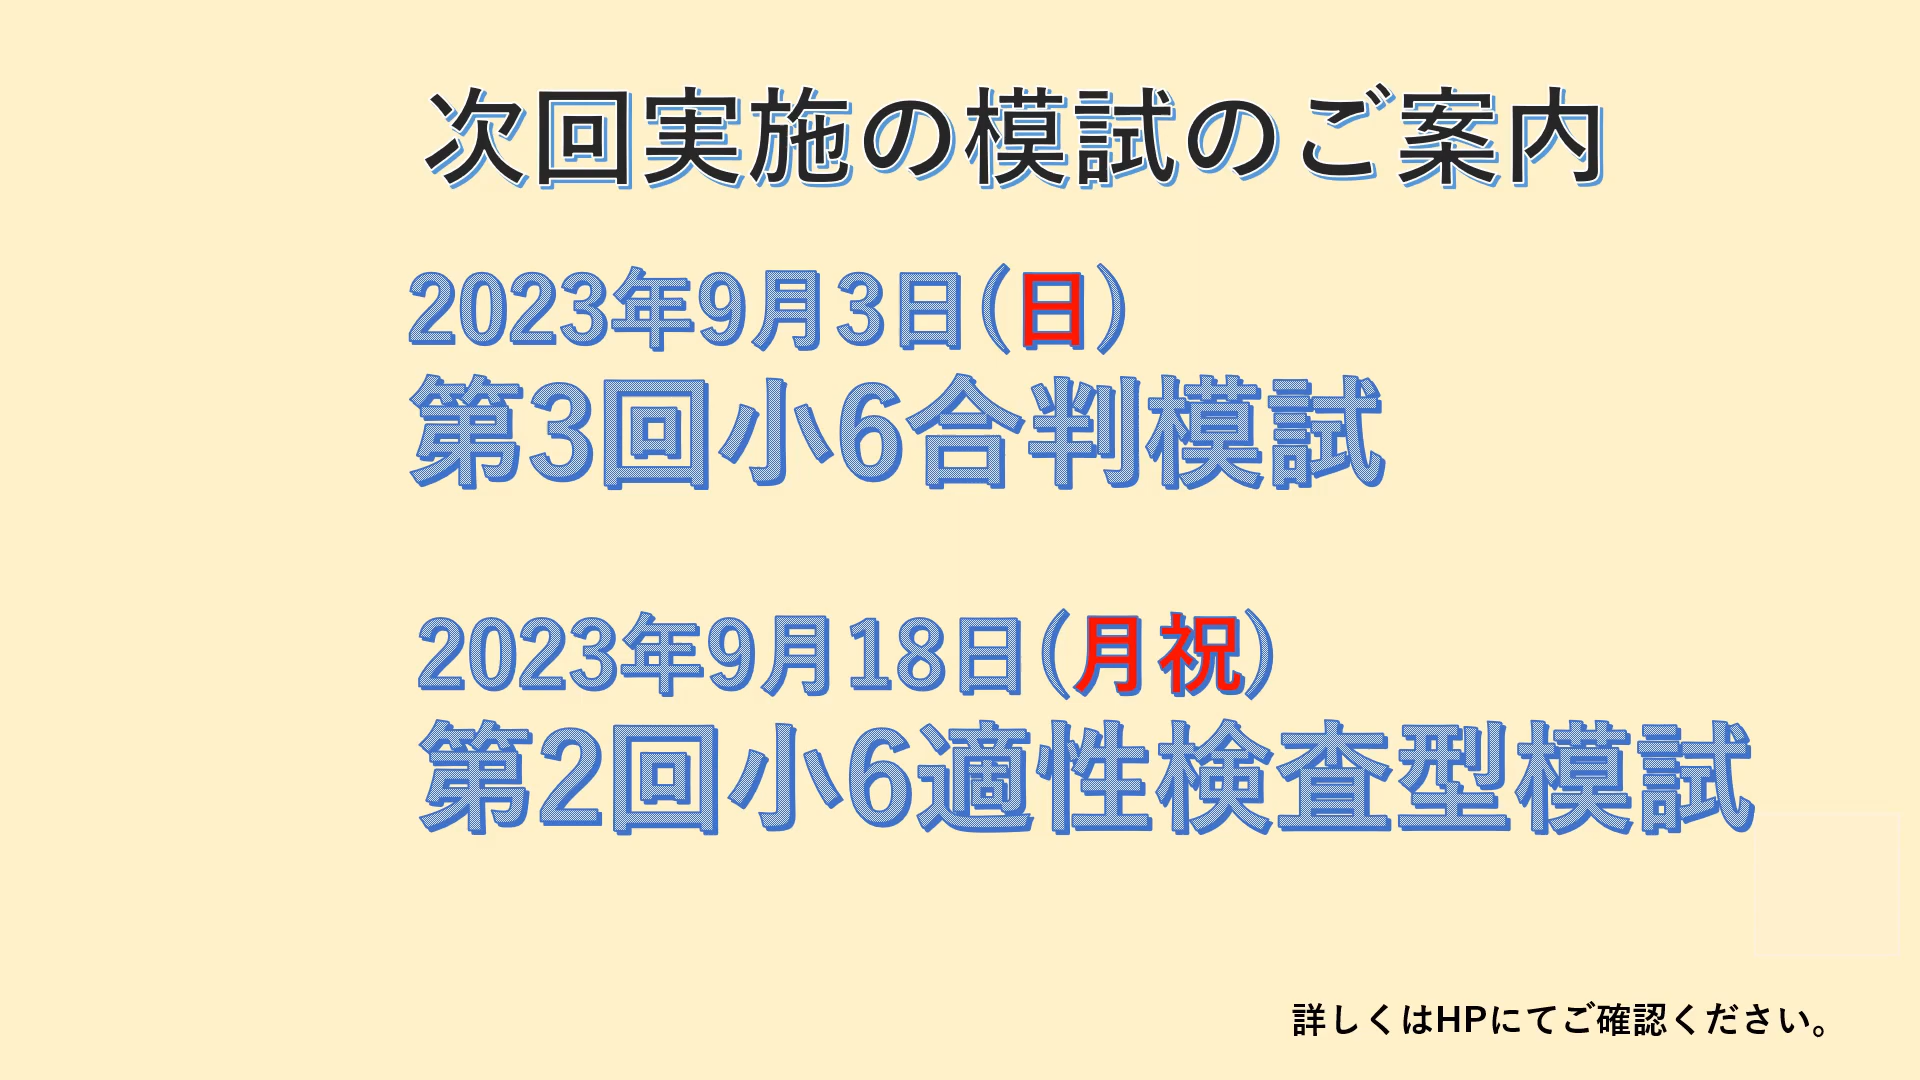 次回実施の模試のご案内
2023年9月3日(日)
第3回小6合判模試
2023年9月18日(月祝)
第2回小6適性検査型模試
詳しくはHPにてご確認ください。